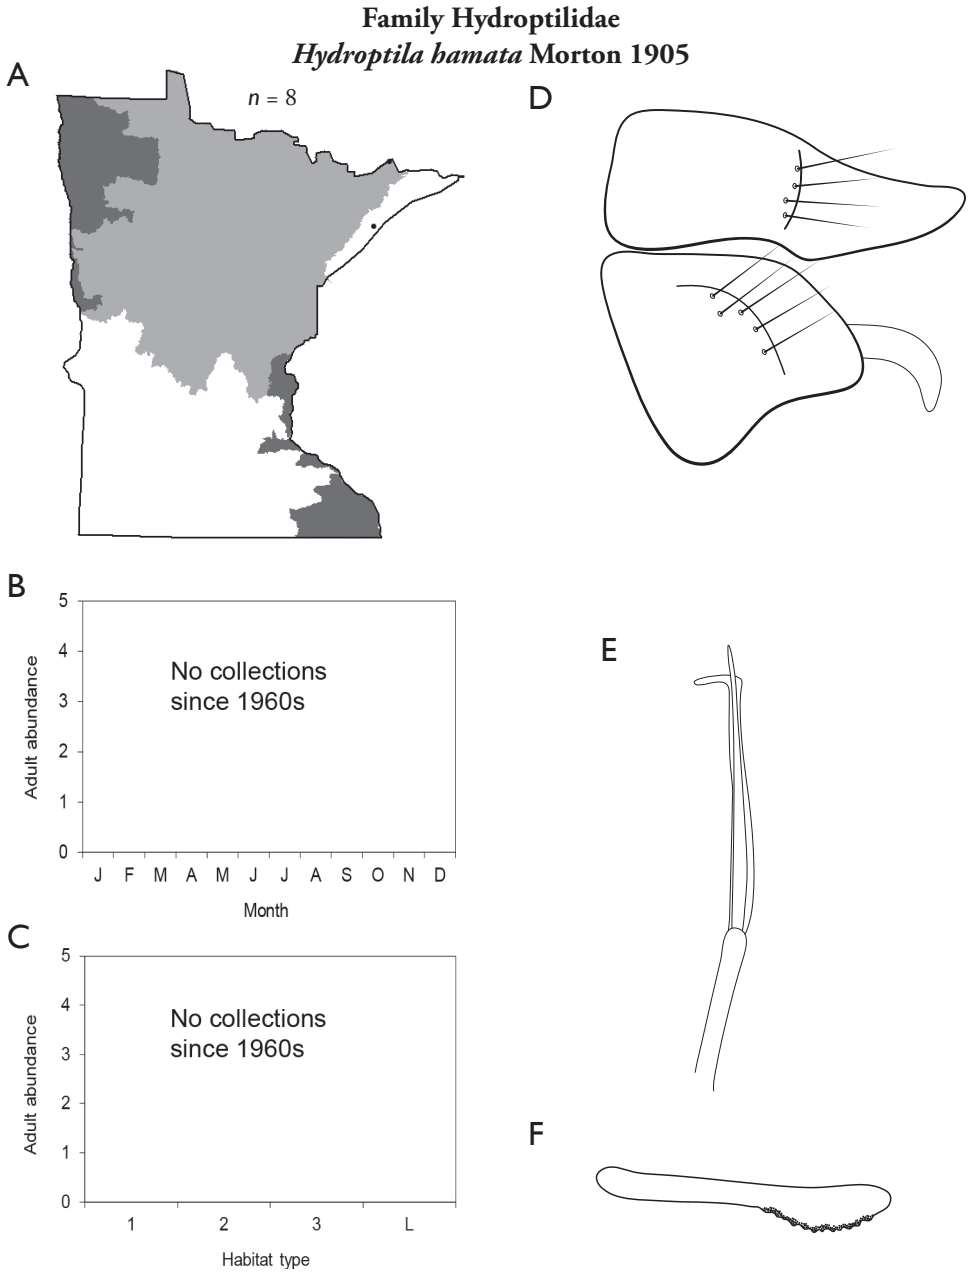 Family Hydroptilidae
Hydroptila hamata Morton 1905
A
n = 8
D
B
5
4
3
2
1
0
Adult abundance
No collections
since 1960s
J F M A M J J A S O N D
Month
E
C
5
4
3
2
1
0
Adult abundance
No collections
since 1960s
1 2 3 L
Habitat type
F